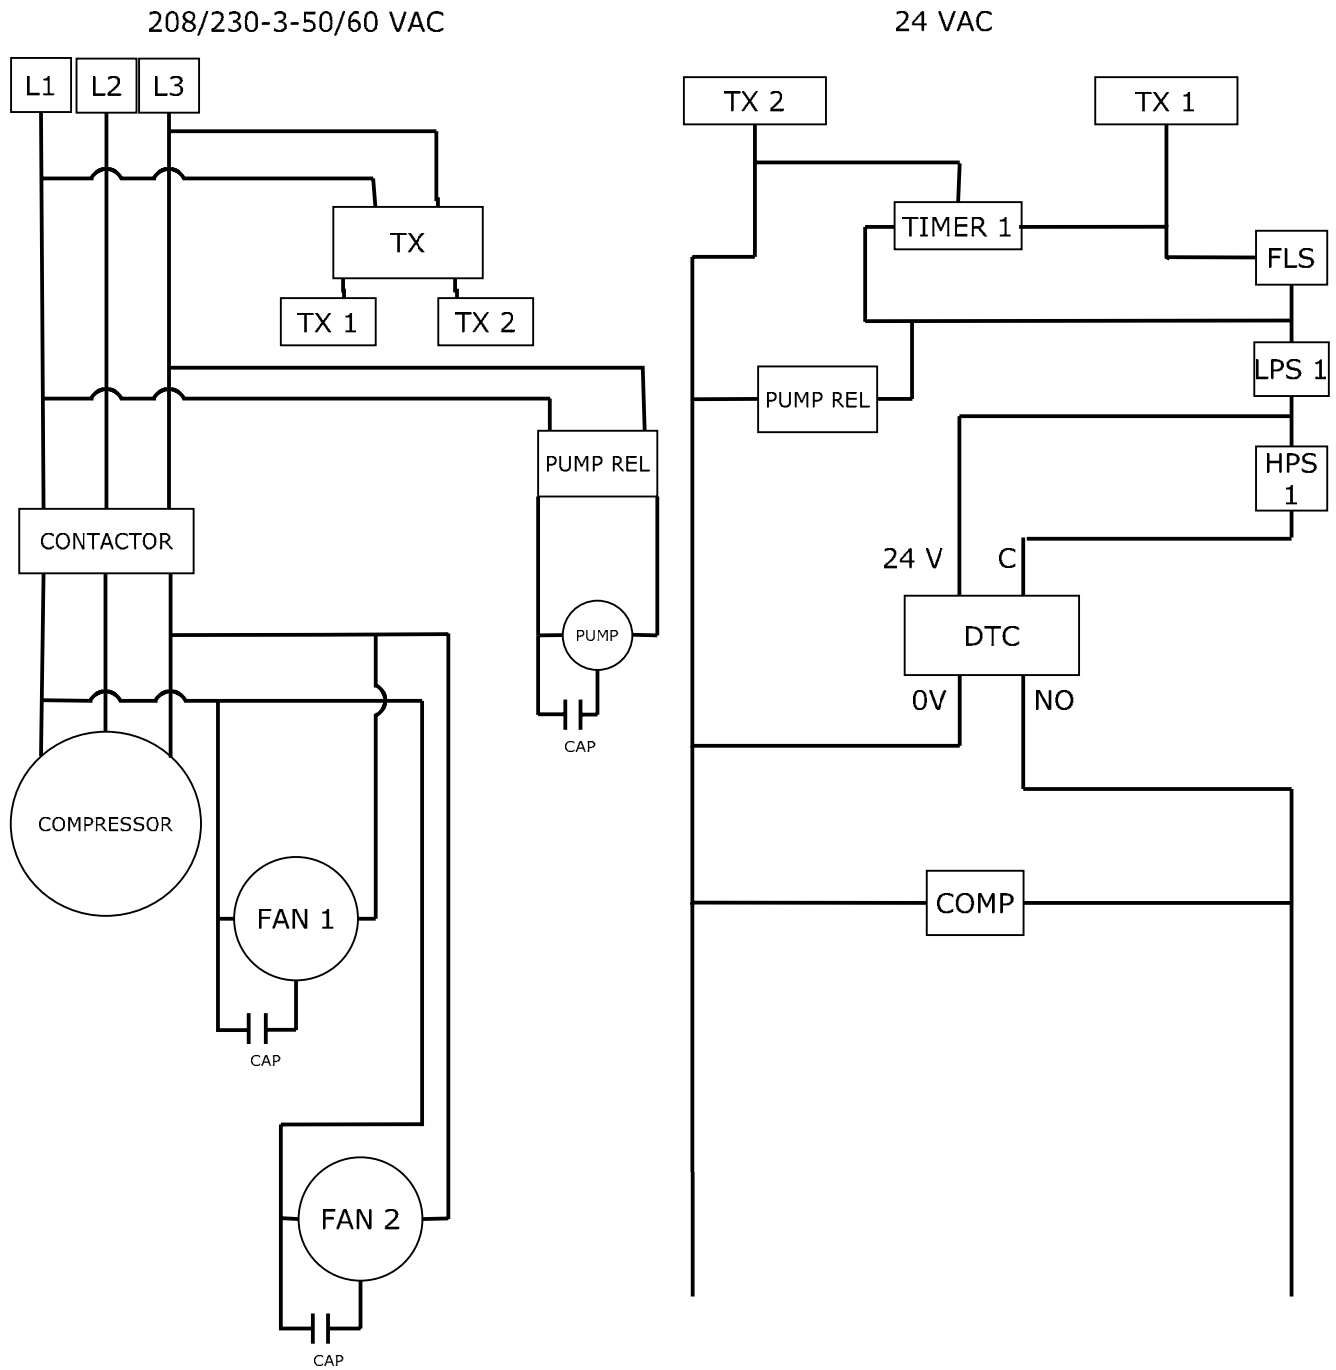 208/230-3-50/60 VAC
24 VAC
L1
L2
L3
TX 2
TX 1
TX
TIMER 1
FLS
TX 1
TX 2
LPS 1
PUMP REL
PUMP REL
HPS
1
CONTACTOR
24 V
C
DTC
PUMP
0V
NO
CAP
COMPRESSOR
COMP
FAN 1
CAP
FAN 2
CAP